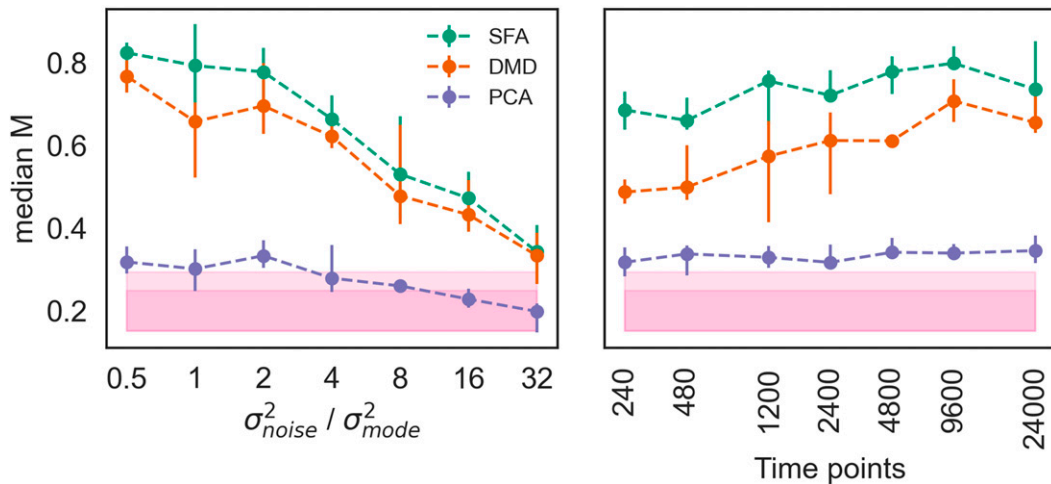 SFA
DMD
PCA
median M
0.8
0.6
0.4
0.2
0.5 1 2 4 8 16 32
σ²noise / σ²mode
240 480 1200 2400 4800 9600 24000
Time points